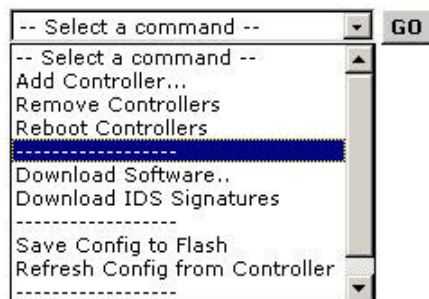 -- Select a command -- GO
-- Select a command --
Add Controller...
Remove Controllers
Reboot Controllers
-------------------
Download Software..
Download IDS Signatures
-------------------
Save Config to Flash
Refresh Config from Controller
-------------------